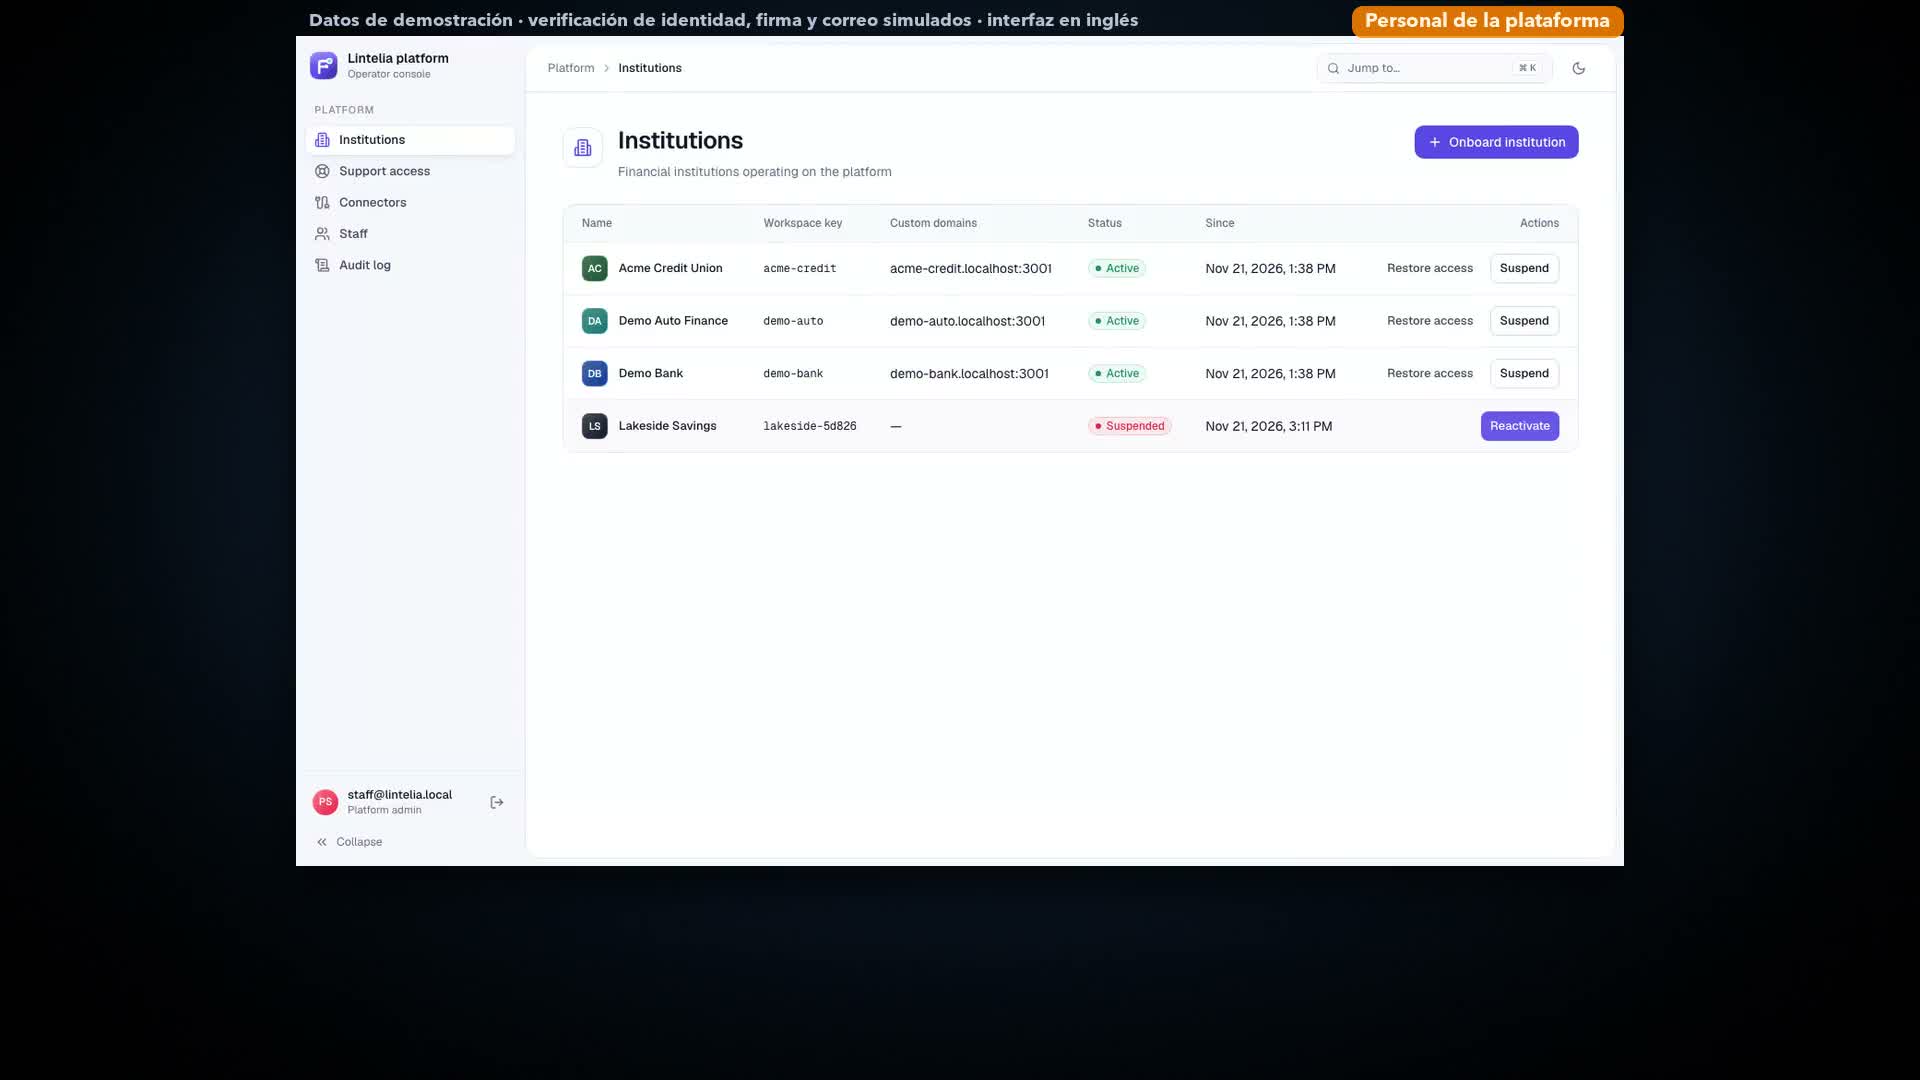 Datos de demostración · verificación de identidad, firma y correo simulados · interfaz en inglés
Personal de la plataforma
Lintelia platform
Operator console
PLATFORM
Institutions
Support access
Connectors
Staff
Audit log
Platform > Institutions
Jump to...
⌘ K
Institutions
Financial institutions operating on the platform
+ Onboard institution
Name Workspace key Custom domains Status Since Actions
AC Acme Credit Union acme-credit acme-credit.localhost:3001 Active Nov 21, 2026, 1:38 PM Restore access Suspend
DA Demo Auto Finance demo-auto demo-auto.localhost:3001 Active Nov 21, 2026, 1:38 PM Restore access Suspend
DB Demo Bank demo-bank demo-bank.localhost:3001 Active Nov 21, 2026, 1:38 PM Restore access Suspend
LS Lakeside Savings lakeside-5d826 — Suspended Nov 21, 2026, 3:11 PM Reactivate
PS
staff@lintelia.local
Platform admin
Collapse